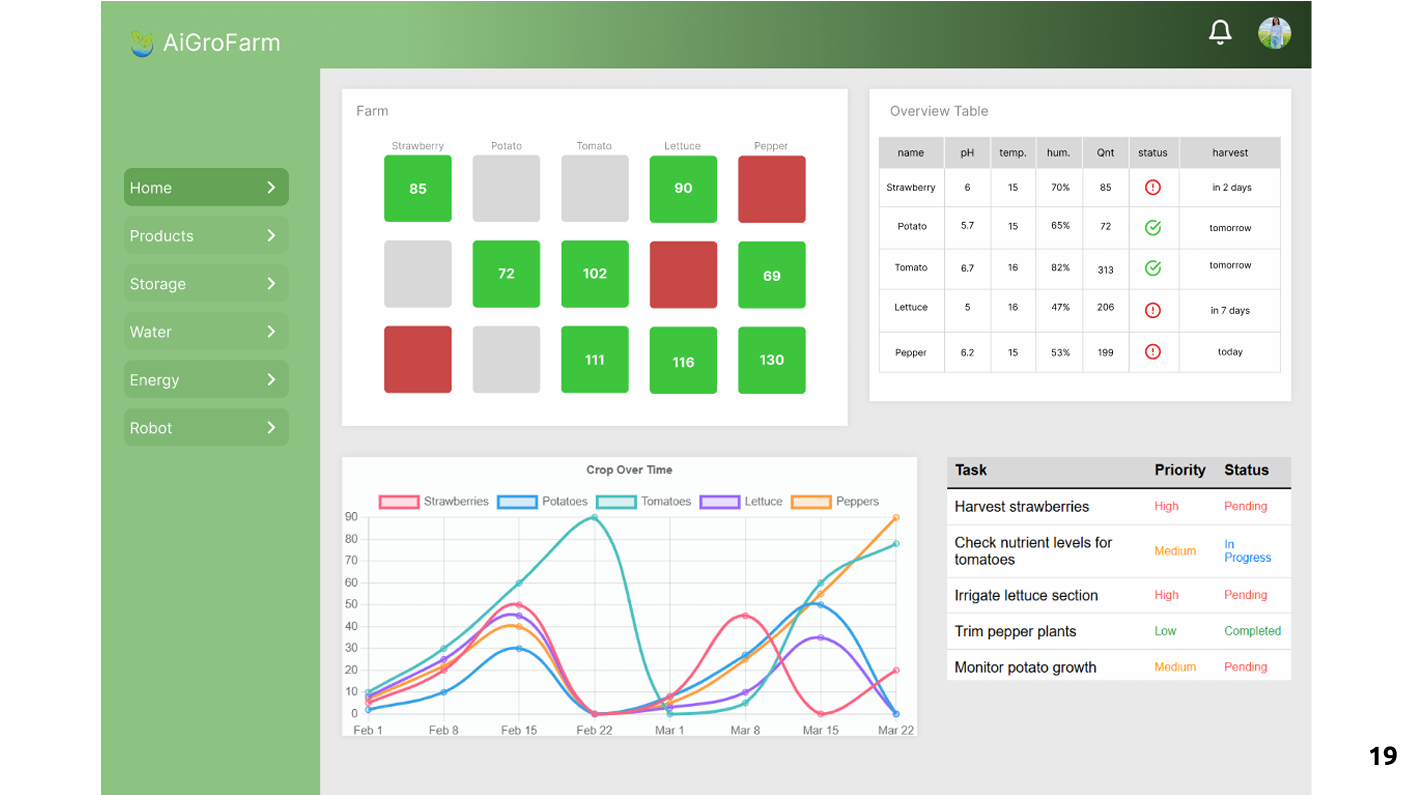 AiGroFarm
Home
Products
Storage
Water
Energy
Robot
Farm
Strawberry Potato Tomato Lettuce Pepper
85 90
72 102 69
111 116 130
Overview Table
name pH temp. hum. Qnt status harvest
Strawberry 6 15 70% 85 in 2 days
Potato 5.7 15 65% 72 tomorrow
Tomato 6.7 16 82% 313 tomorrow
Lettuce 5 16 47% 206 in 7 days
Pepper 6.2 15 53% 199 today
Crop Over Time
Strawberries Potatoes Tomatoes Lettuce Peppers
90
80
70
60
50
40
30
20
10
0
Feb 1 Feb 8 Feb 15 Feb 22 Mar 1 Mar 8 Mar 15 Mar 22
Task Priority Status
Harvest strawberries High Pending
Check nutrient levels for
tomatoes Medium In
Progress
Irrigate lettuce section High Pending
Trim pepper plants Low Completed
Monitor potato growth Medium Pending
19